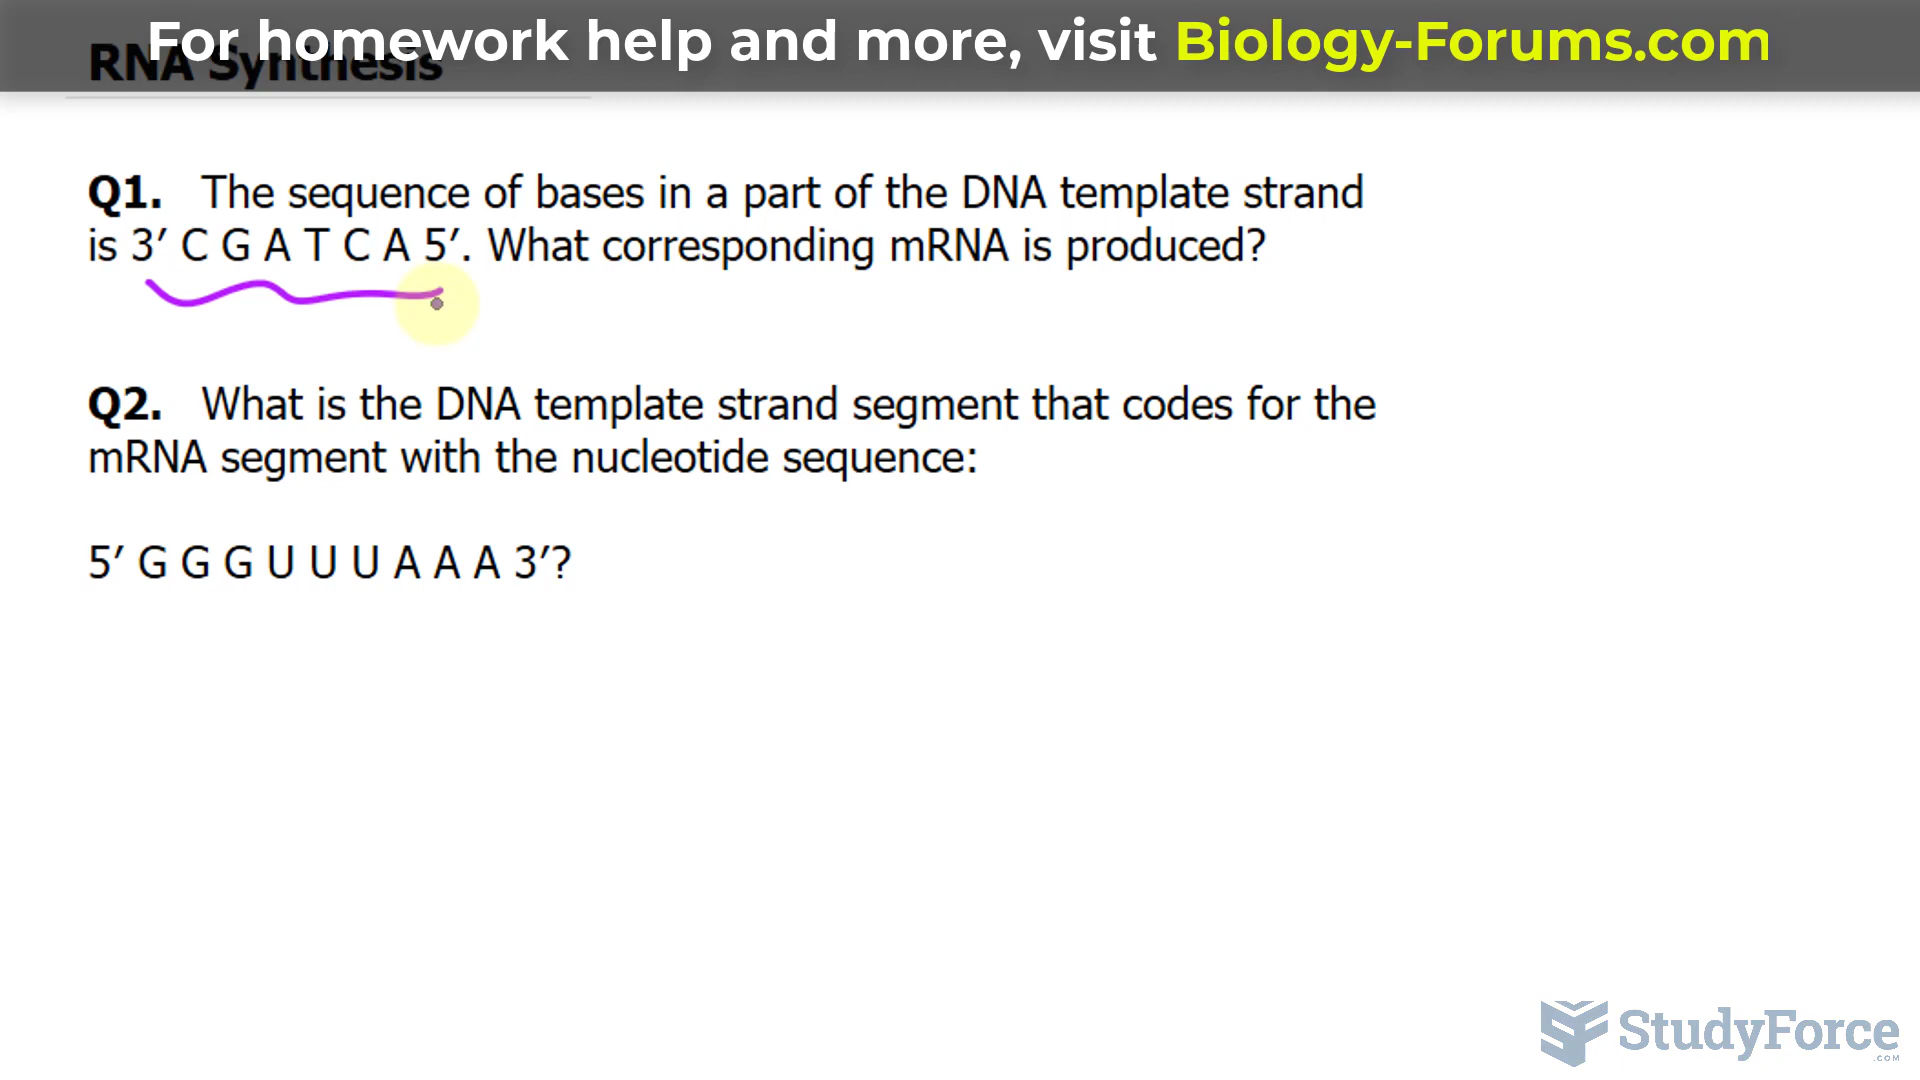 For homework help and more, visit Biology-Forums.com
RNA Synthesis
Q1. The sequence of bases in a part of the DNA template strand
is 3′ C G A T C A 5′. What corresponding mRNA is produced?
Q2. What is the DNA template strand segment that codes for the
mRNA segment with the nucleotide sequence:
5′ G G G U U U A A A 3′?
StudyForce
.COM